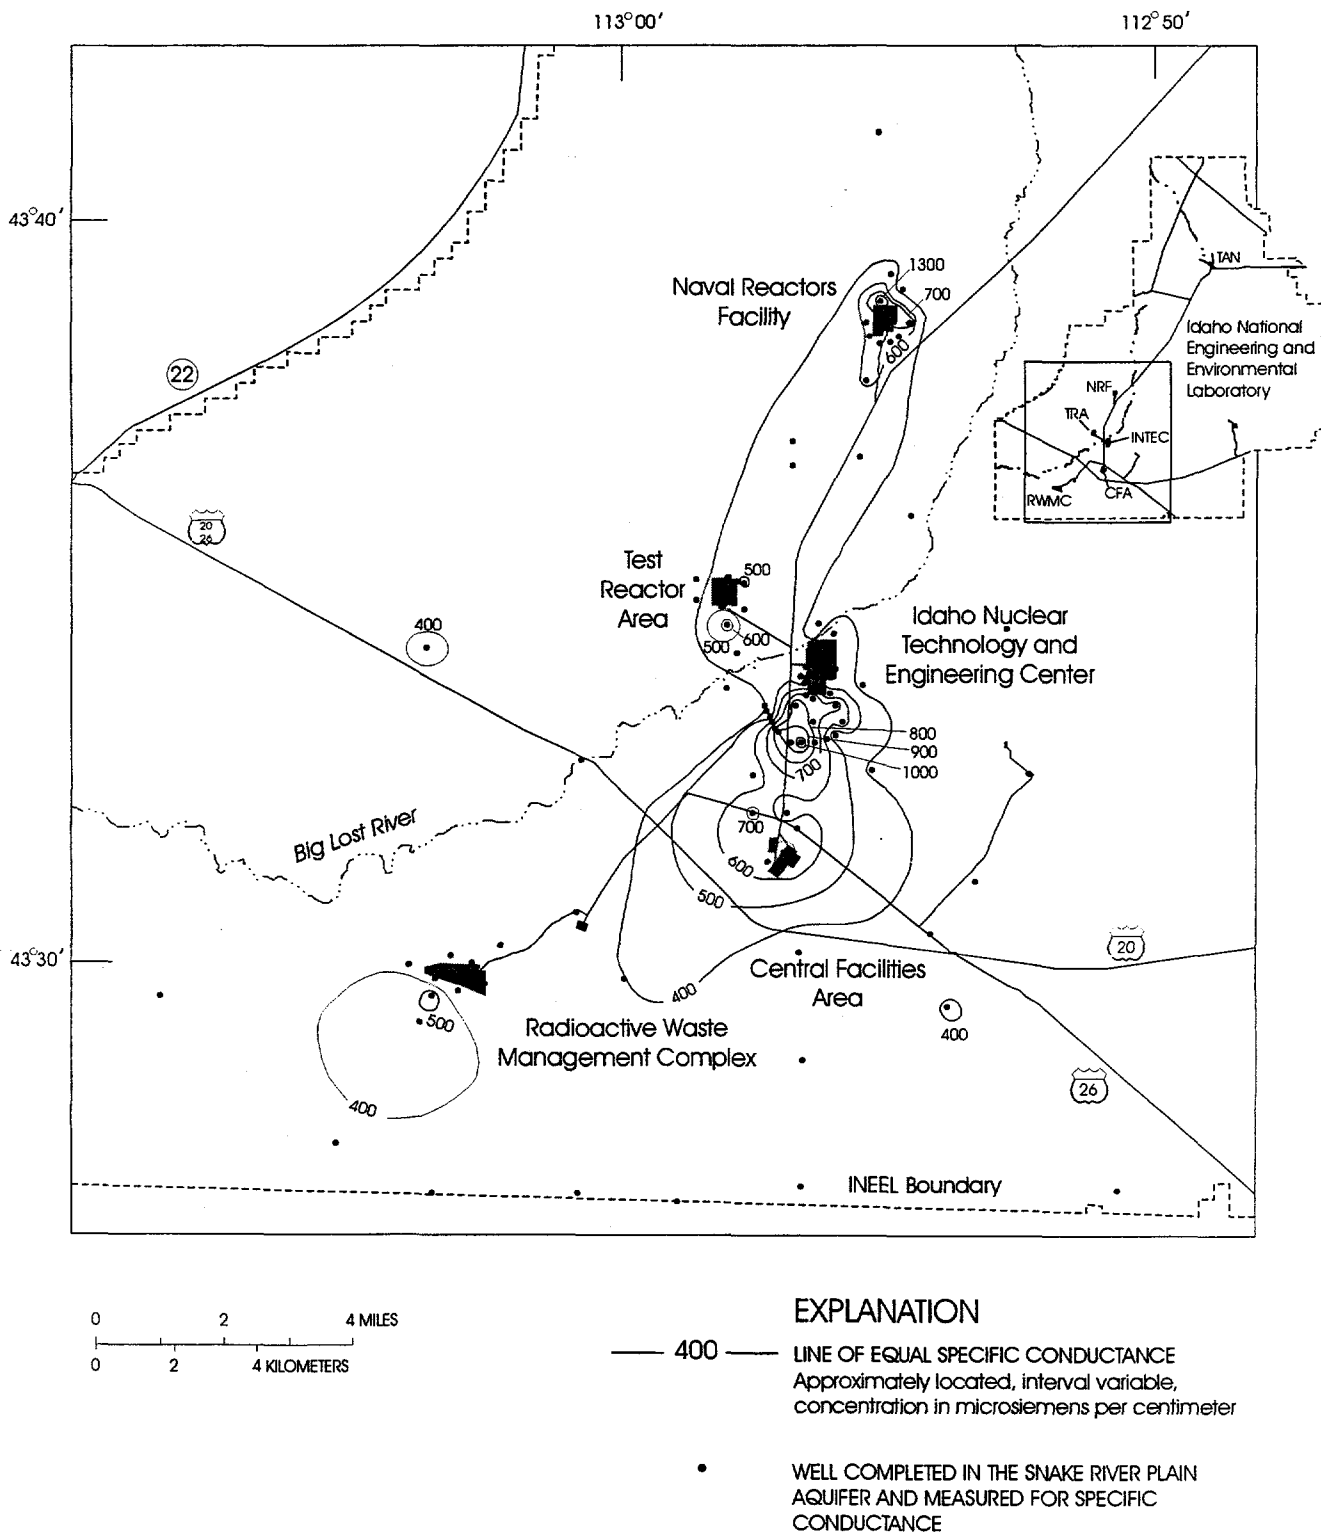 113°00′
112°50′
43°40′
TAN
1300
Naval Reactors
Facility
700
600
Idaho National
Engineering and
Environmental
Laboratory
22
NRF
TRA
INTEC
RWMC
CFA
20
26
Test
Reactor
Area
500
600
500
Idaho Nuclear
Technology and
Engineering Center
400
800
900
1000
700
Big Lost River
700
600
500
43°30′
20
Central Facilities
Area
400
500
Radioactive Waste
Management Complex
400
26
400
INEEL Boundary
0 2 4 MILES
0 2 4 KILOMETERS
EXPLANATION
400
LINE OF EQUAL SPECIFIC CONDUCTANCE
Approximately located, interval variable,
concentration in microsiemens per centimeter
WELL COMPLETED IN THE SNAKE RIVER PLAIN
AQUIFER AND MEASURED FOR SPECIFIC
CONDUCTANCE